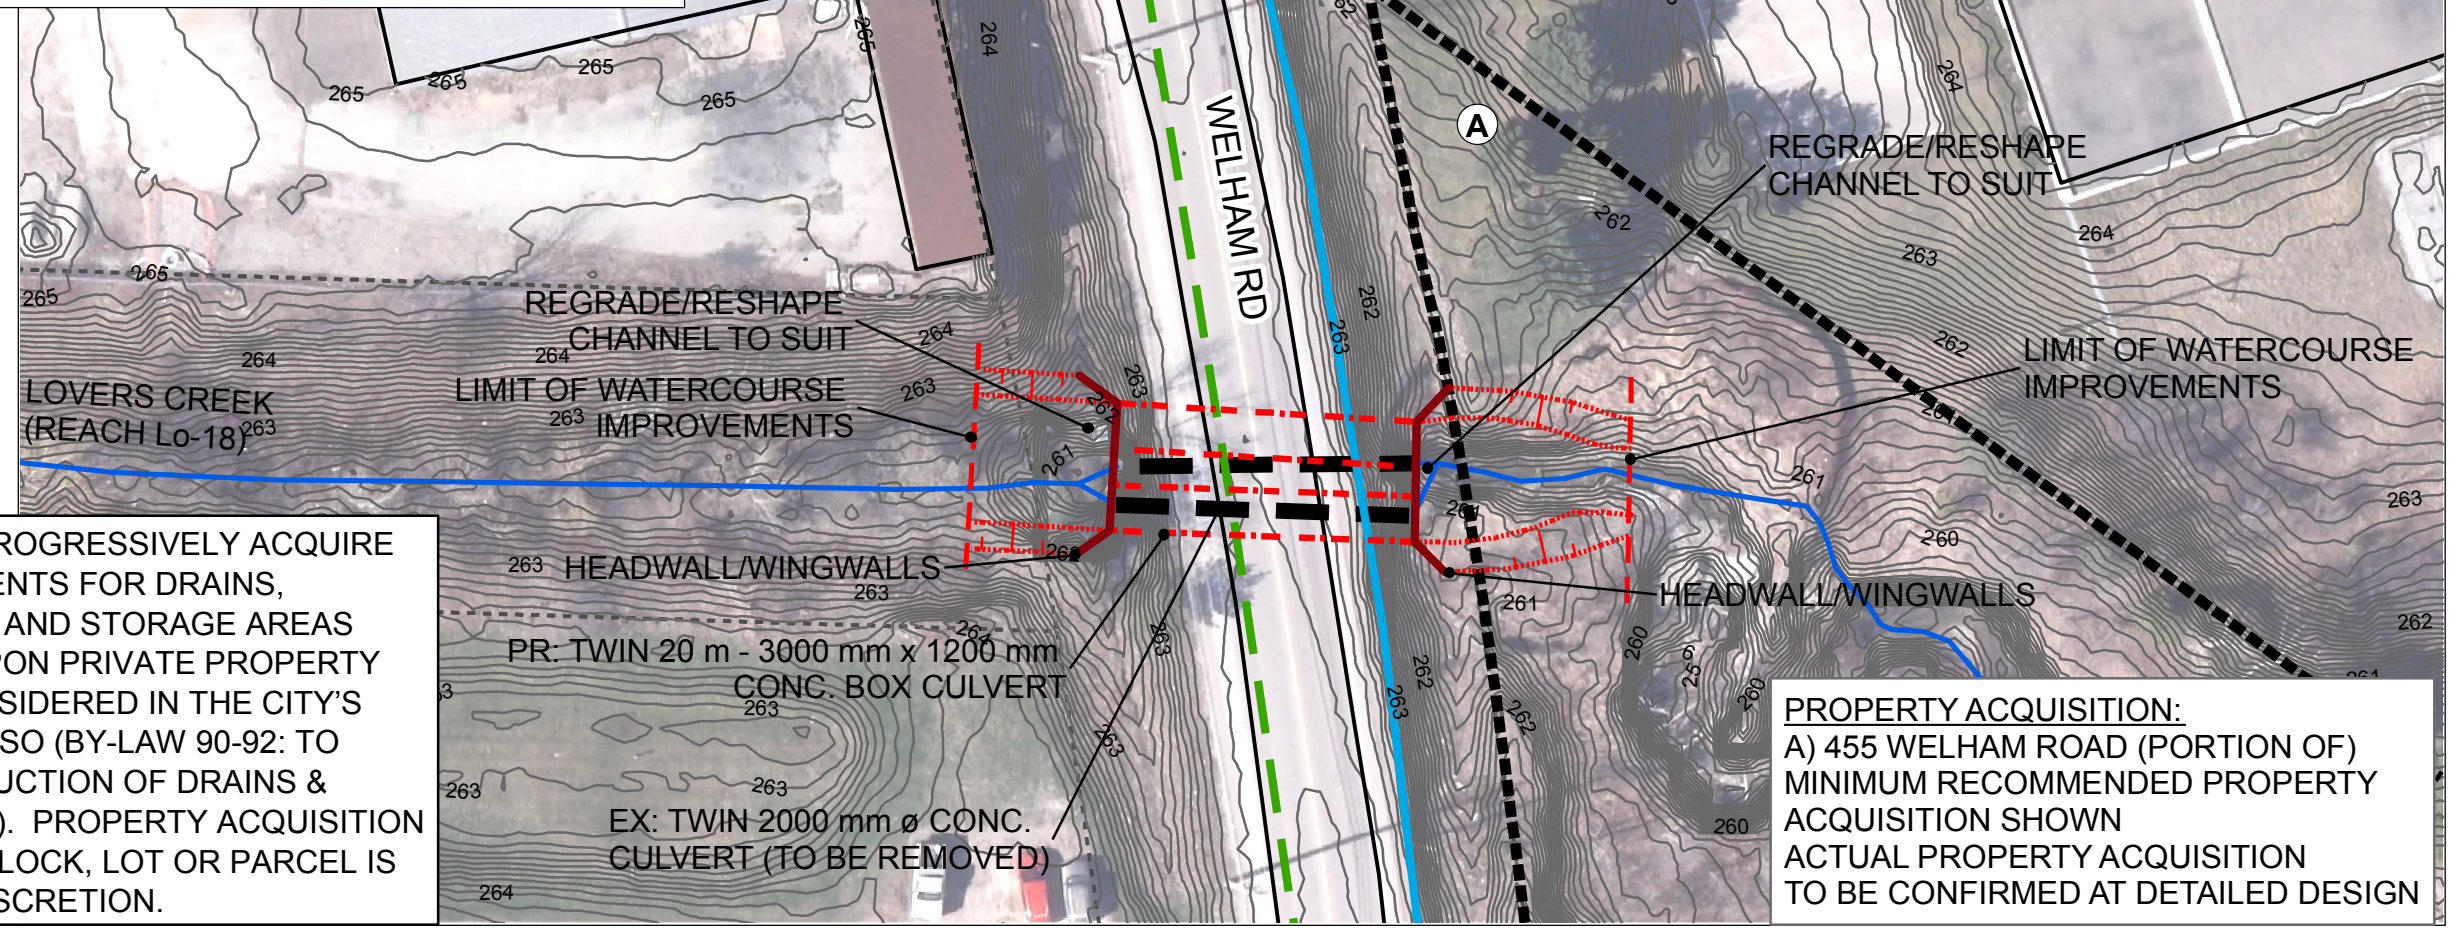 265
265
265
265
265
264
264
WELHAM RD
A
262
REGRADE/RESHAPE
CHANNEL TO SUIT
262
264
263
265
265
REGRADE/RESHAPE
CHANNEL TO SUIT
264
264
264
262
263
263
262
LIMIT OF WATERCOURSE
IMPROVEMENTS
LOVERS CREEK
(REACH Lo-18)
263
LIMIT OF WATERCOURSE
IMPROVEMENTS
263
263
262
261
261
261
263
260
ROGRESSIVELY ACQUIRE
ENTS FOR DRAINS,
AND STORAGE AREAS
PON PRIVATE PROPERTY
SIDERED IN THE CITY'S
SO (BY-LAW 90-92: TO
UCTION OF DRAINS &
). PROPERTY ACQUISITION
LOCK, LOT OR PARCEL IS
SCRETION.
263
HEADWALL/WINGWALLS
263
HEADWALL/WINGWALLS
261
262
264
263
260
PR: TWIN 20 m - 3000 mm x 1200 mm
CONC. BOX CULVERT
263
263
263
262
262
260
263
263
EX: TWIN 2000 mm ø CONC.
CULVERT (TO BE REMOVED)
264
260
PROPERTY ACQUISITION:
A) 455 WELHAM ROAD (PORTION OF)
MINIMUM RECOMMENDED PROPERTY
ACQUISITION SHOWN
ACTUAL PROPERTY ACQUISITION
TO BE CONFIRMED AT DETAILED DESIGN